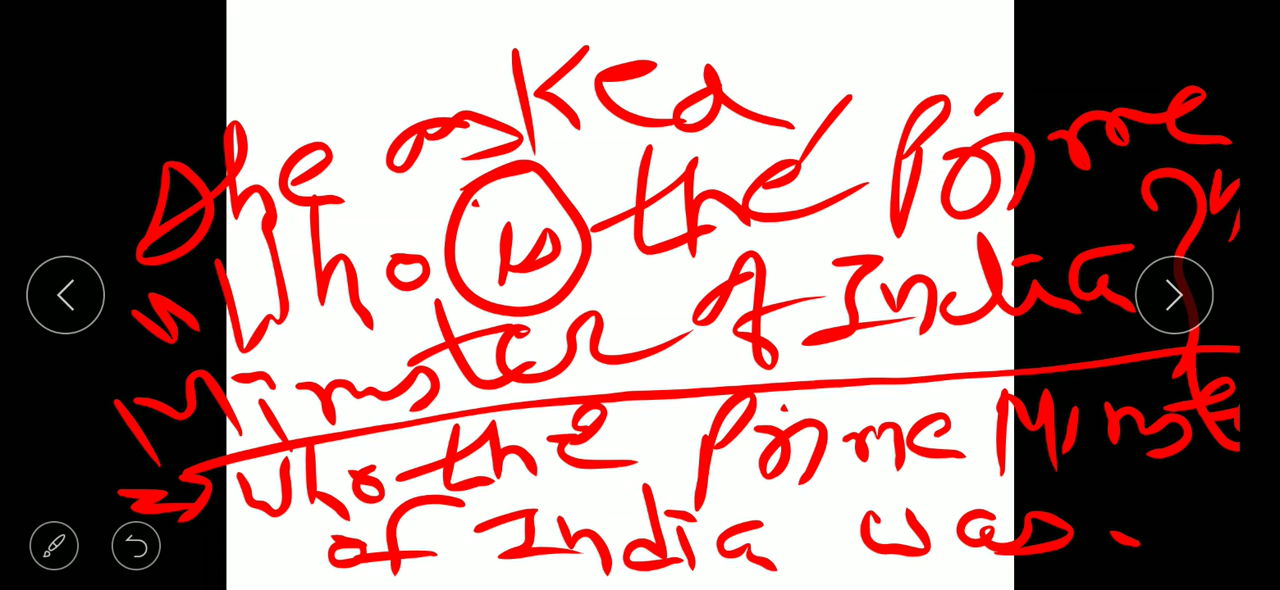 She asked
"Who is the Prime
Minister of India?"
⇒ Who the Prime Minister
of India was.